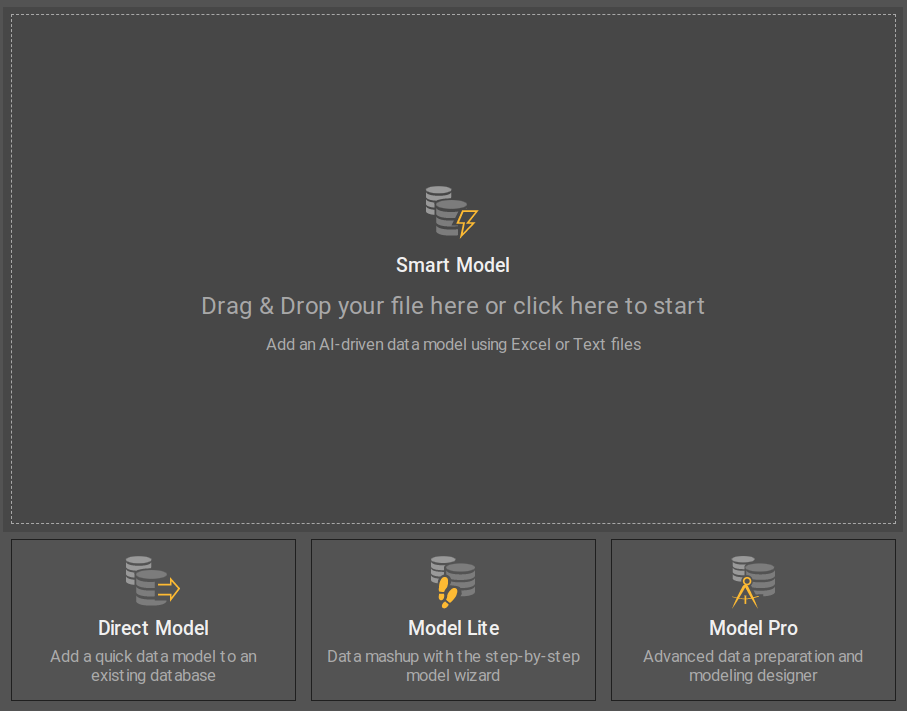 Smart Model
Drag & Drop your file here or click here to start
Add an AI-driven data model using Excel or Text files
Direct Model
Add a quick data model to an
existing database
Model Lite
Data mashup with the step-by-step
model wizard
Model Pro
Advanced data preparation and
modeling designer